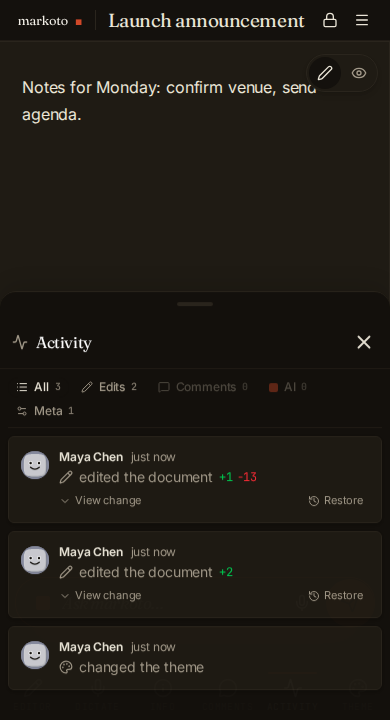 markoto
Launch announcement
Notes for Monday: confirm venue, send
agenda.
Activity
All 3 Edits 2 Comments 0 AI 0
Meta 1
Maya Chen just now
edited the document +1 -13
View change Restore
Maya Chen just now
edited the document +2
View change Restore
Maya Chen just now
changed the theme